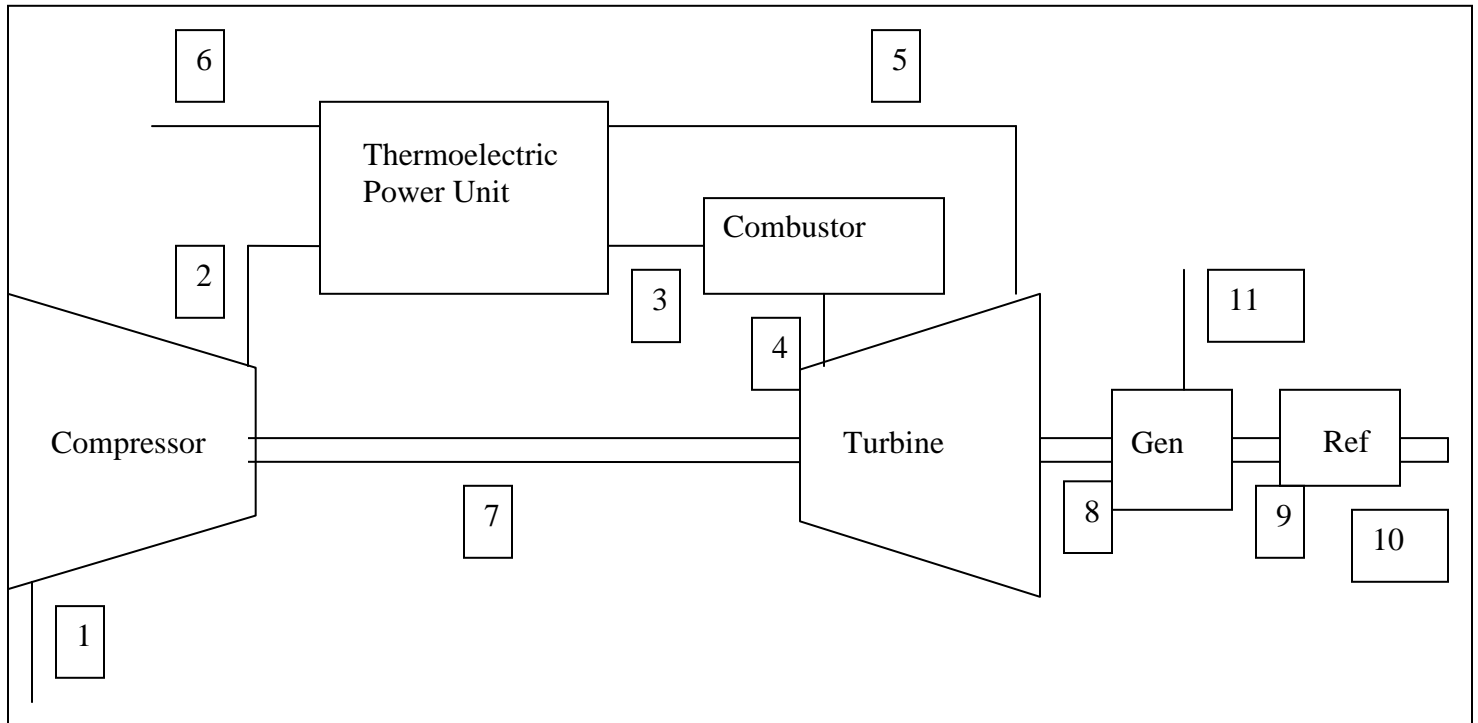 6
5
Thermoelectric
Power Unit
Combustor
2
3
11
4
Compressor
Turbine
Gen
Ref
7
8
9
10
1